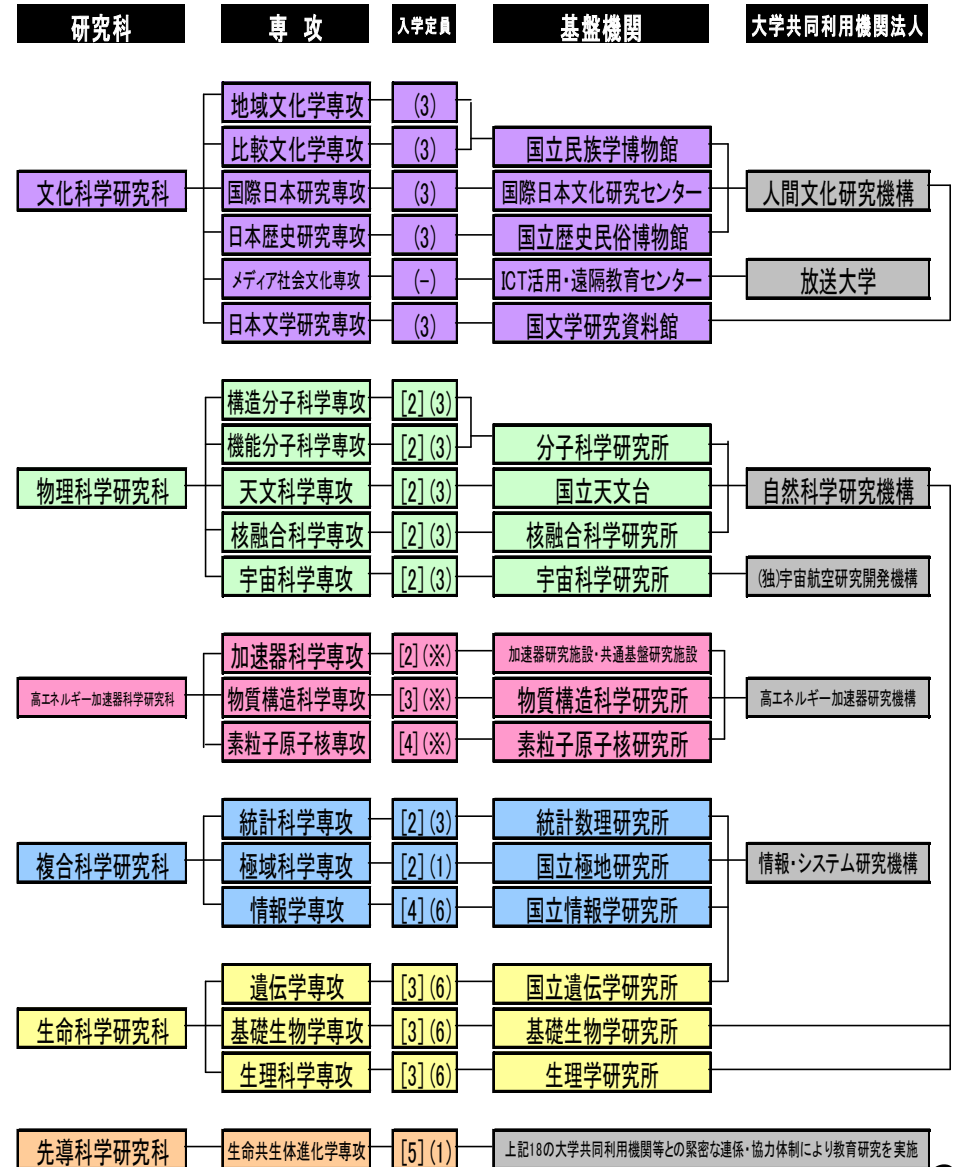 研究科 専攻 入学定員 基盤機関 大学共同利用機関法人
地域文化学専攻 (3)
比較文化学専攻 (3) 国立民族学博物館
文化科学研究科 国際日本研究専攻 (3) 国際日本文化研究センター 人間文化研究機構
日本歴史研究専攻 (3) 国立歴史民俗博物館
メディア社会文化専攻 (-) ICT活用・遠隔教育センター 放送大学
日本文学研究専攻 (3) 国文学研究資料館
構造分子科学専攻 [2](3)
機能分子科学専攻 [2](3) 分子科学研究所
物理科学研究科 天文科学専攻 [2](3) 国立天文台 自然科学研究機構
核融合科学専攻 [2](3) 核融合科学研究所
宇宙科学専攻 [2](3) 宇宙科学研究所 (独)宇宙航空研究開発機構
加速器科学専攻 [2](※) 加速器研究施設・共通基盤研究施設
高エネルギー加速器科学研究科 物質構造科学専攻 [3](※) 物質構造科学研究所 高エネルギー加速器研究機構
素粒子原子核専攻 [4](※) 素粒子原子核研究所
統計科学専攻 [2](3) 統計数理研究所
複合科学研究科 極域科学専攻 [2](1) 国立極地研究所 情報・システム研究機構
情報学専攻 [4](6) 国立情報学研究所
遺伝学専攻 [3](6) 国立遺伝学研究所
生命科学研究科 基礎生物学専攻 [3](6) 基礎生物学研究所
生理科学専攻 [3](6) 生理学研究所
先導科学研究科 生命共生体進化学専攻 [5](1) 上記18の大学共同利用機関等との緊密な連係・協力体制により教育研究を実施